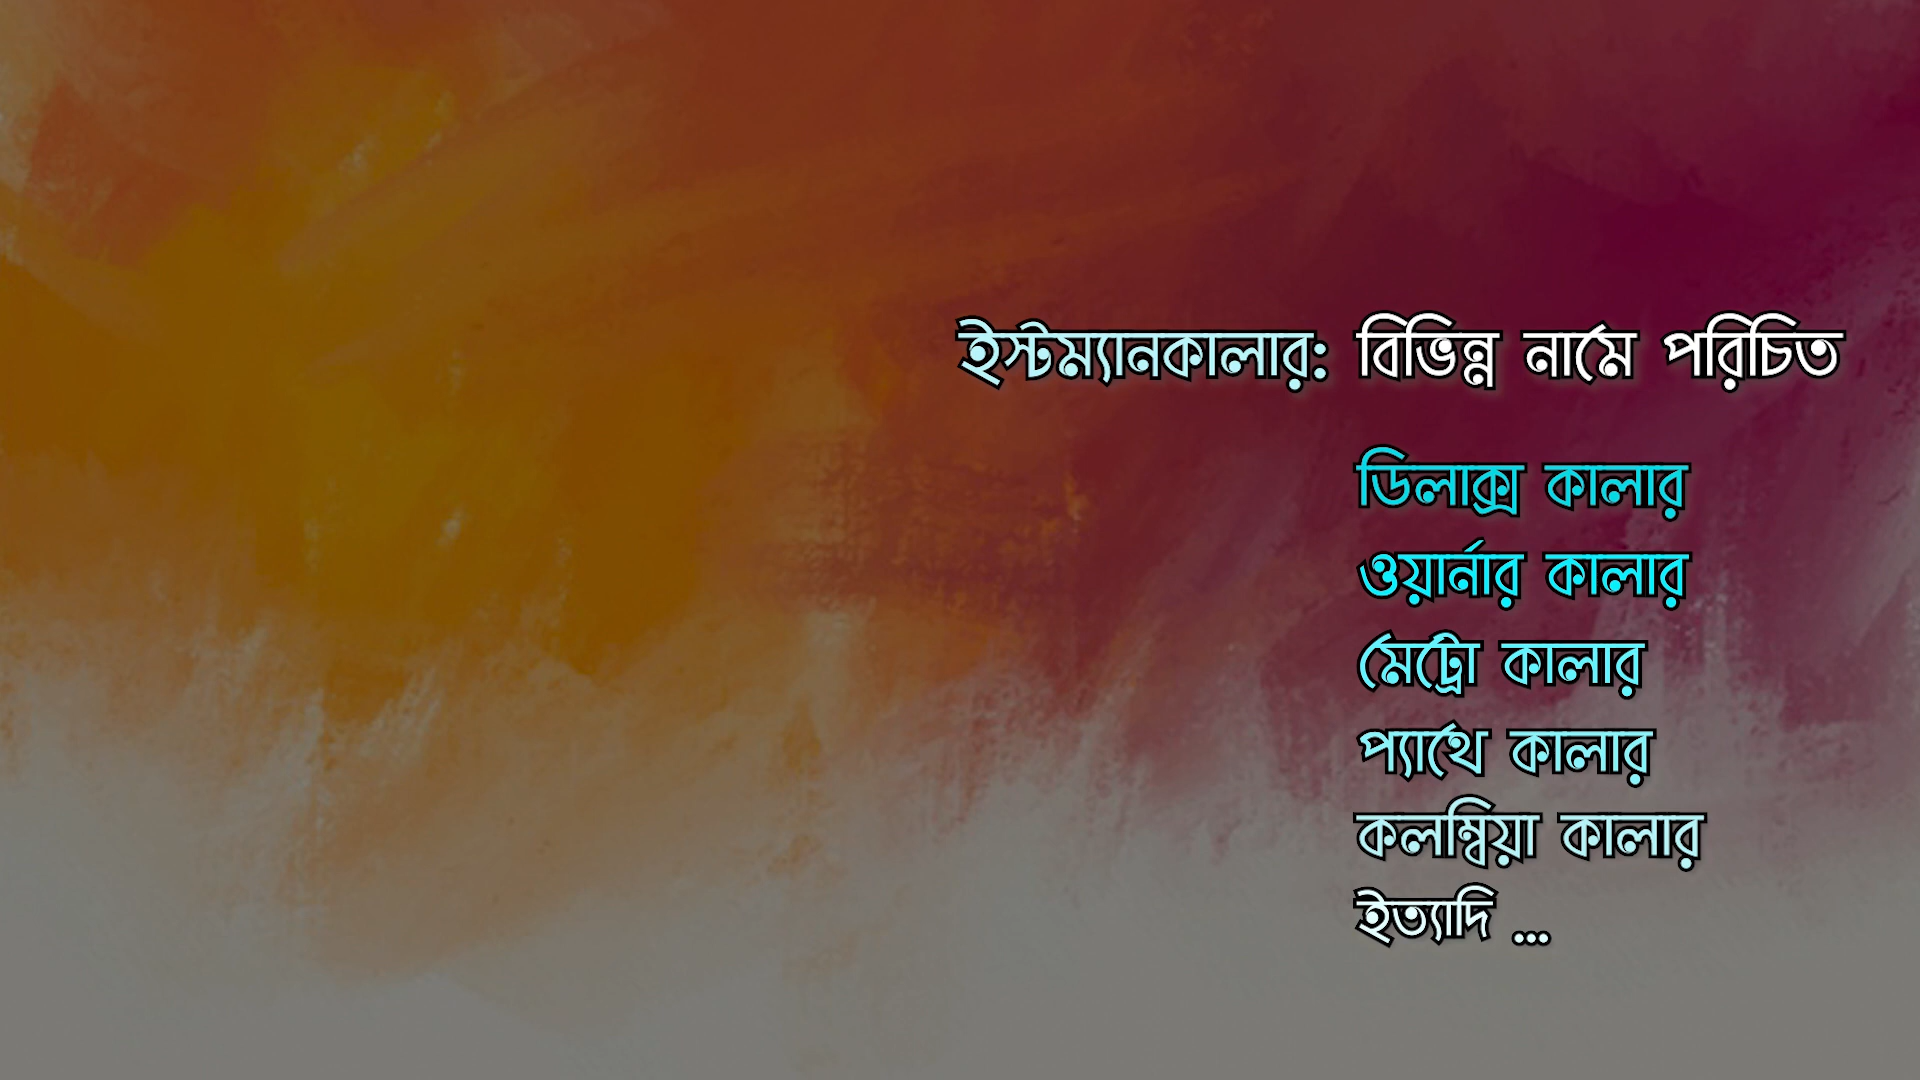 ইস্টম্যানকালার: বিভিন্ন নামে পরিচিত
ডিলাক্স কালার
ওয়ার্নার কালার
মেট্রো কালার
প্যাথে কালার
কলম্বিয়া কালার
ইত্যাদি ...